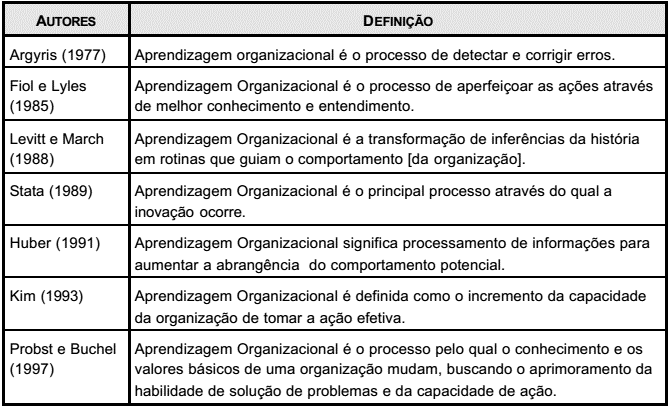 AUTORES DEFINIÇÃO
Argyris (1977) Aprendizagem organizacional é o processo de detectar e corrigir erros.
Fiol e Lyles Aprendizagem Organizacional é o processo de aperfeiçoar as ações através
(1985) de melhor conhecimento e entendimento.
Levitt e March Aprendizagem Organizacional é a transformação de inferências da história
(1988) em rotinas que guiam o comportamento [da organização].
Stata (1989) Aprendizagem Organizacional é o principal processo através do qual a
inovação ocorre.
Huber (1991) Aprendizagem Organizacional significa processamento de informações para
aumentar a abrangência do comportamento potencial.
Kim (1993) Aprendizagem Organizacional é definida como o incremento da capacidade
da organização de tomar a ação efetiva.
Probst e Buchel Aprendizagem Organizacional é o processo pelo qual o conhecimento e os
(1997) valores básicos de uma organização mudam, buscando o aprimoramento da
habilidade de solução de problemas e da capacidade de ação.